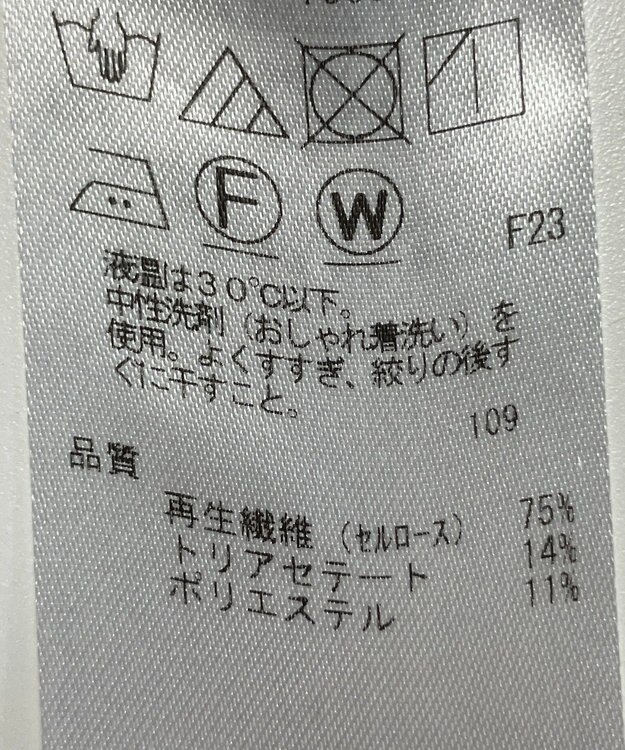 F
W
F23
液温は30℃以下。
中性洗剤（おしゃれ着洗い）を
使用。よくすすぎ、絞りの後す
ぐに干すこと。
109
品質
再生繊維（セルロース） 75%
トリアセテート 14%
ポリエステル 11%